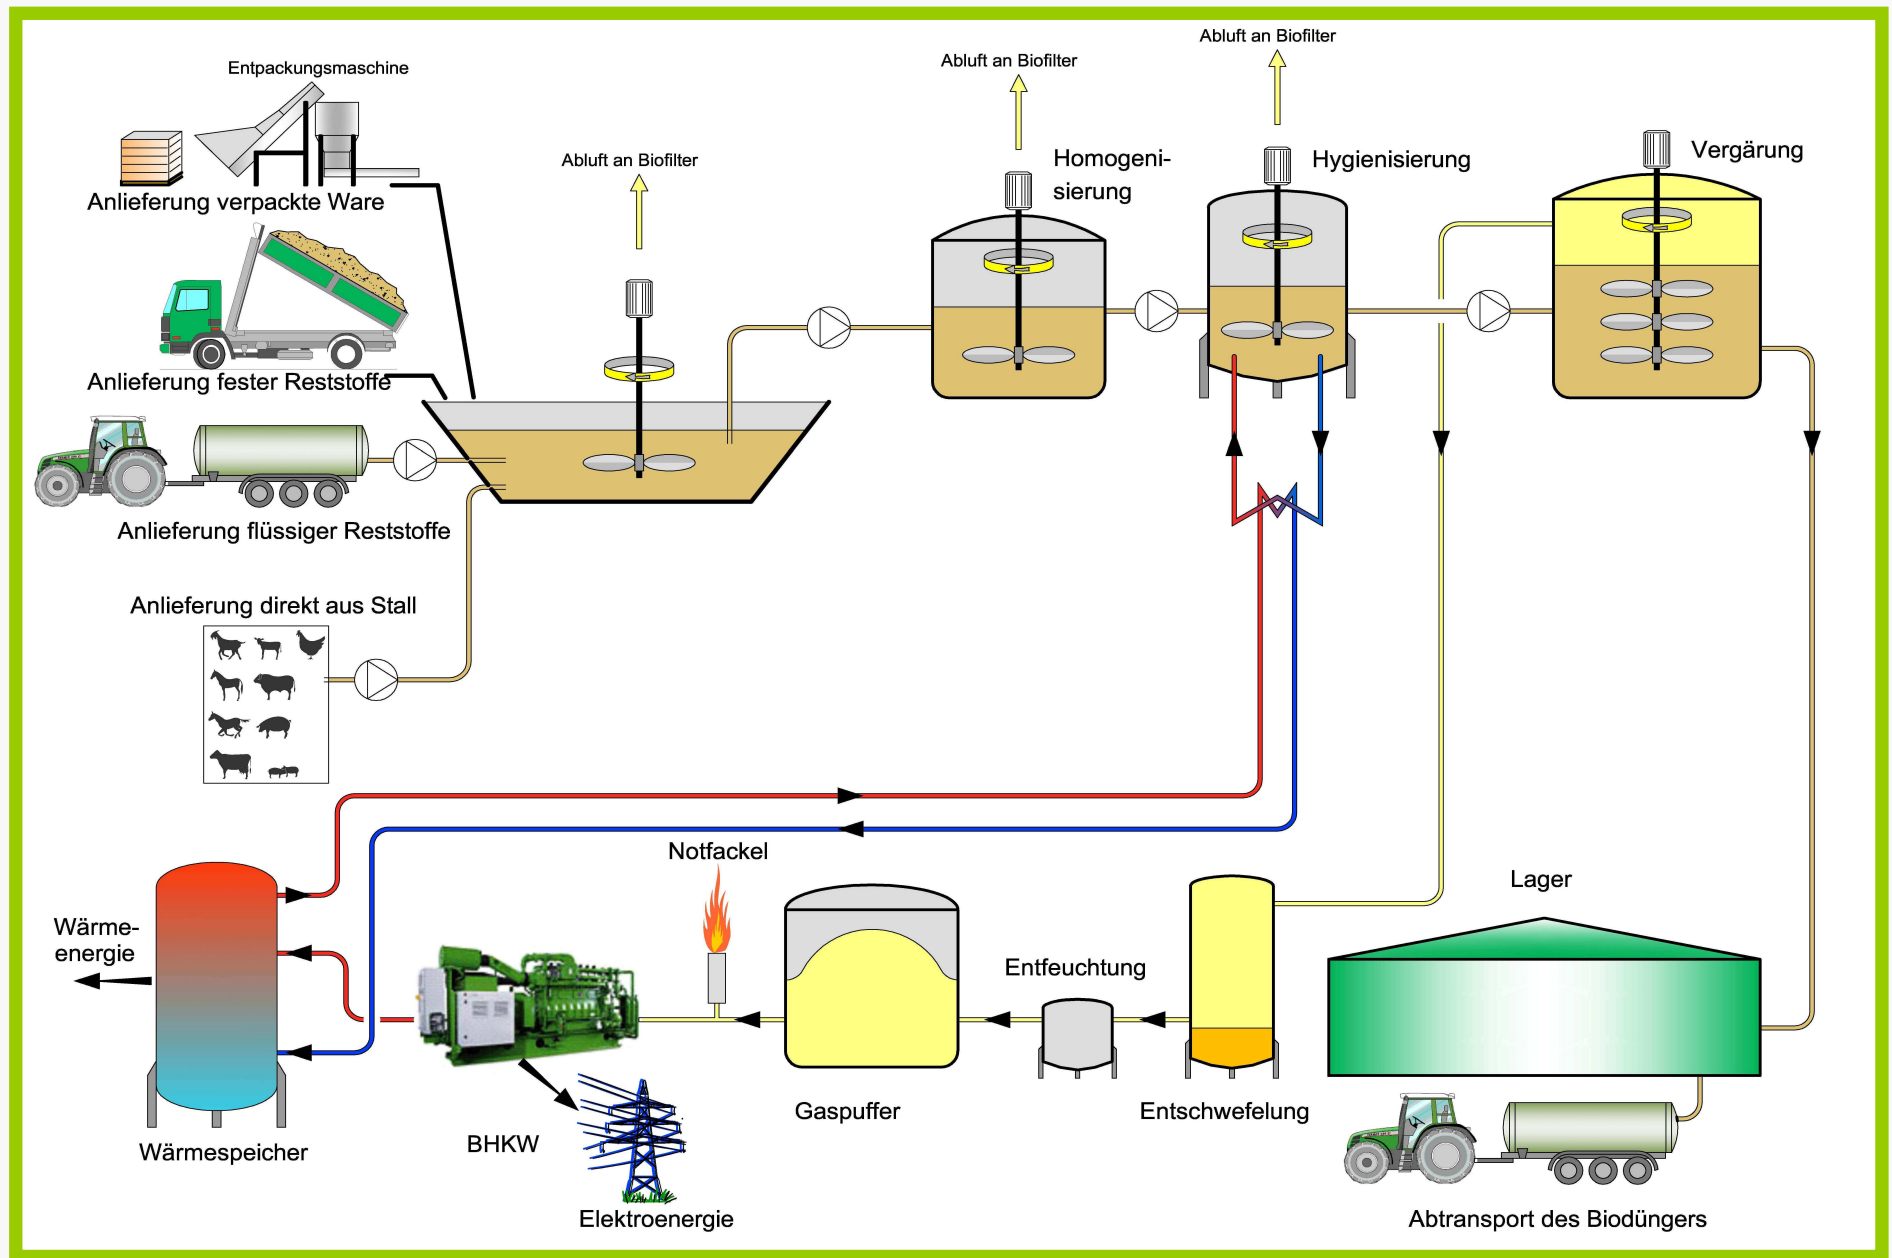 Abluft an Biofilter
Abluft an Biofilter
Entpackungsmaschine
Homogeni-
sierung
Hygienisierung
Vergärung
Abluft an Biofilter
Anlieferung verpackte Ware
Anlieferung fester Reststoffe
Anlieferung flüssiger Reststoffe
Anlieferung direkt aus Stall
Notfackel
Lager
Wärme-
energie
Entfeuchtung
Gaspuffer
Entschwefelung
BHKW
Wärmespeicher
Elektroenergie
Abtransport des Biodüngers